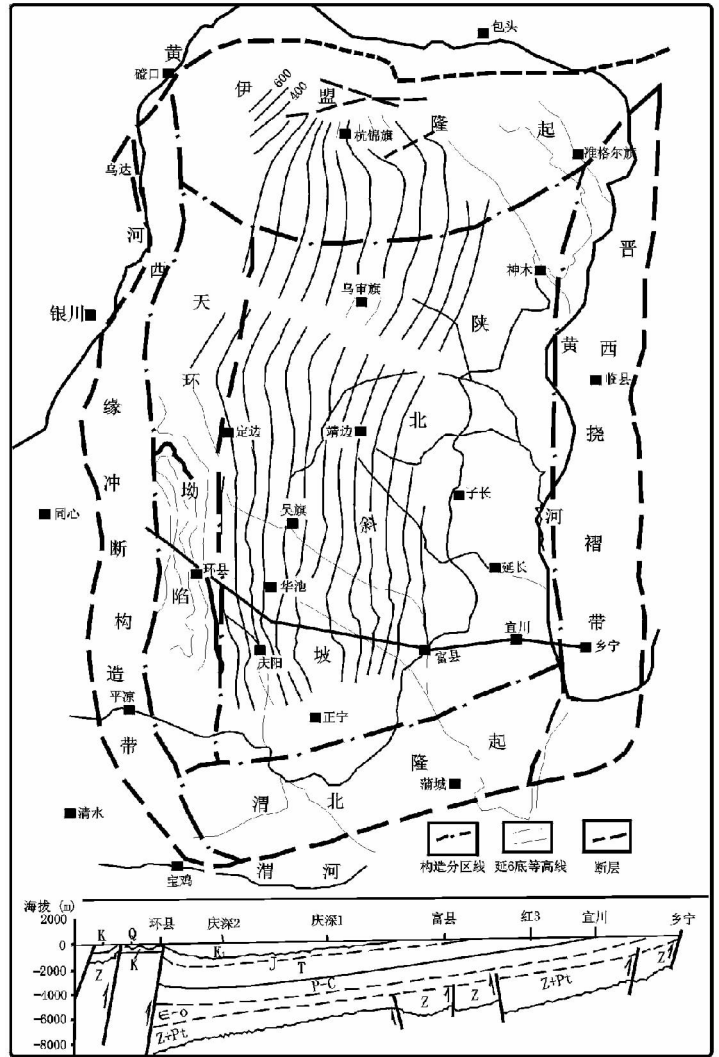 包头
黄
磴口
伊
盟
隆
起
600
400
杭锦旗
准格尔旗
乌达
河
西
晋
神木
乌审旗
银川
天
陕
黄
西
环
临县
缘
北
定边
靖边
挠
冲
坳
子长
同心
吴旗
斜
河
断
褶
环县
延长
陷
华池
构
带
宜川
坡
乡宁
庆阳
富县
造
平凉
正宁
带
隆
起
蒲城
渭
北
清水
构造分区线
延6底等高线
断层
渭
河
宝鸡
海拔 (m)
2000
0
-2000
-4000
-6000
-8000
环县
庆深2
庆深1
富县
红3
宜川
乡宁
K
Q
K₁
J
T
Z
K
P-C
Є-O
Z+Pt
Z
Z
Z+Pt
Z